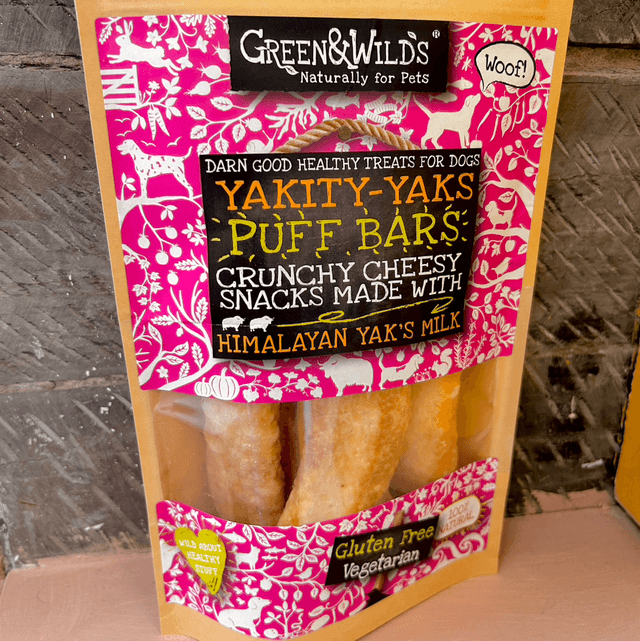 Green&Wild's ®
Naturally for Pets
Woof!
DARN GOOD HEALTHY TREATS FOR DOGS
YAKITY-YAKS
PUFF BARS
CRUNCHY CHEESY
SNACKS MADE WITH
HIMALAYAN YAK'S MILK
WILD ABOUT
HEALTHY
STUFF
Gluten Free
Vegetarian
100%
NATURAL